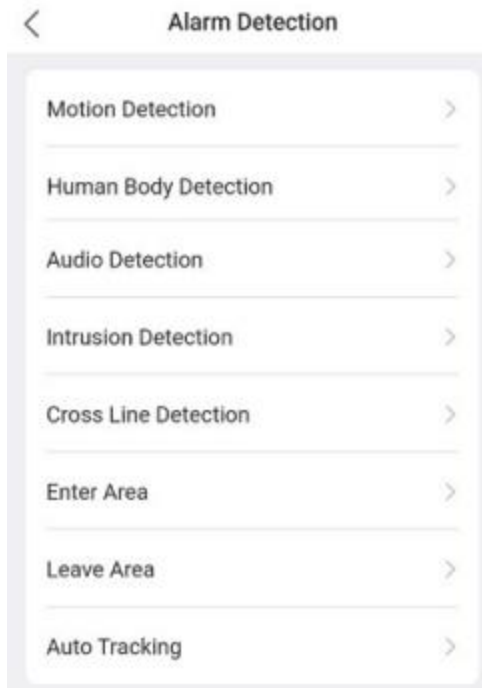 Alarm Detection
Motion Detection
Human Body Detection
Audio Detection
Intrusion Detection
Cross Line Detection
Enter Area
Leave Area
Auto Tracking